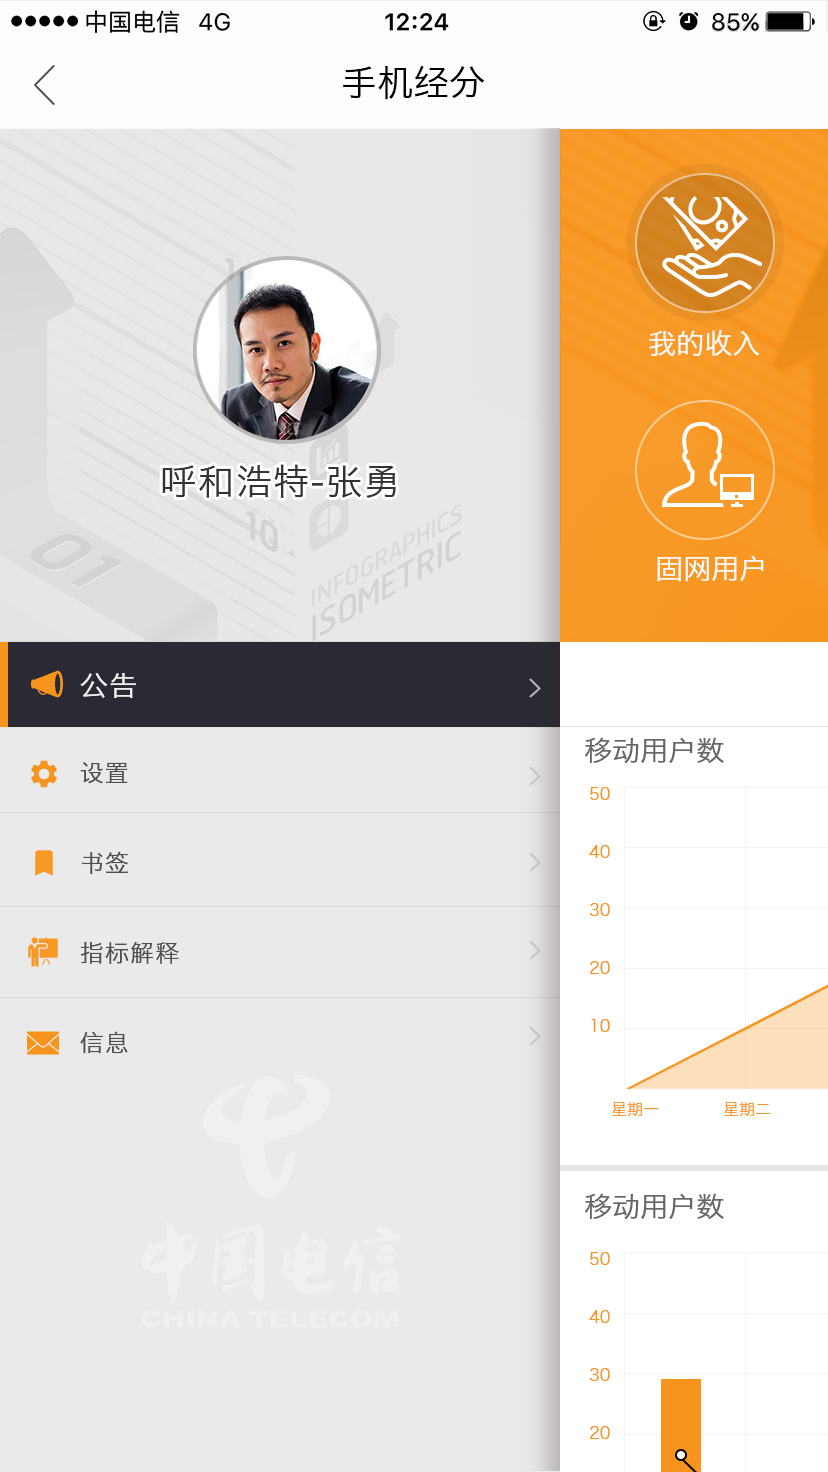 中国电信 4G 12:24 85%
手机经分
我的收入
呼和浩特-张勇
10
01
INFOGRAPHICS
ISOMETRIC
固网用户
公告
设置
书签
指标解释
信息
中国电信
CHINA TELECOM
移动用户数
50
40
30
20
10
星期一 星期二
移动用户数
50
40
30
20